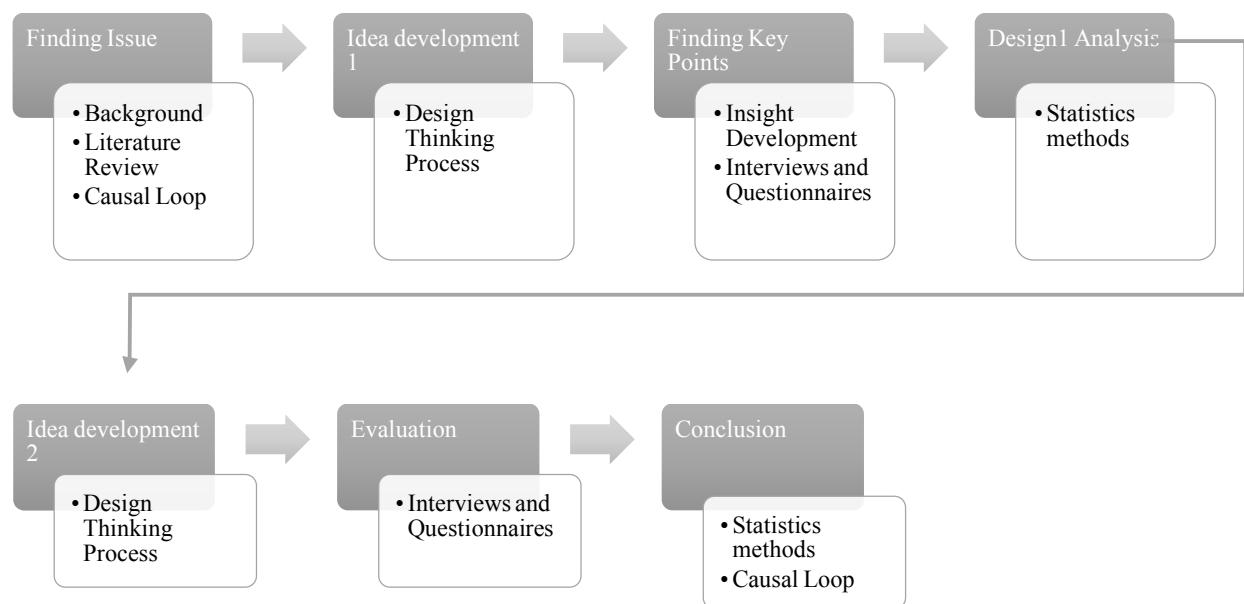 Finding Issue
• Background
• Literature
Review
• Causal Loop
Idea development
1
• Design
Thinking
Process
Finding Key
Points
• Insight
Development
• Interviews and
Questionnaires
Design1 Analysis
• Statistics
methods
Idea development
2
• Design
Thinking
Process
Evaluation
• Interviews and
Questionnaires
Conclusion
• Statistics
methods
• Causal Loop